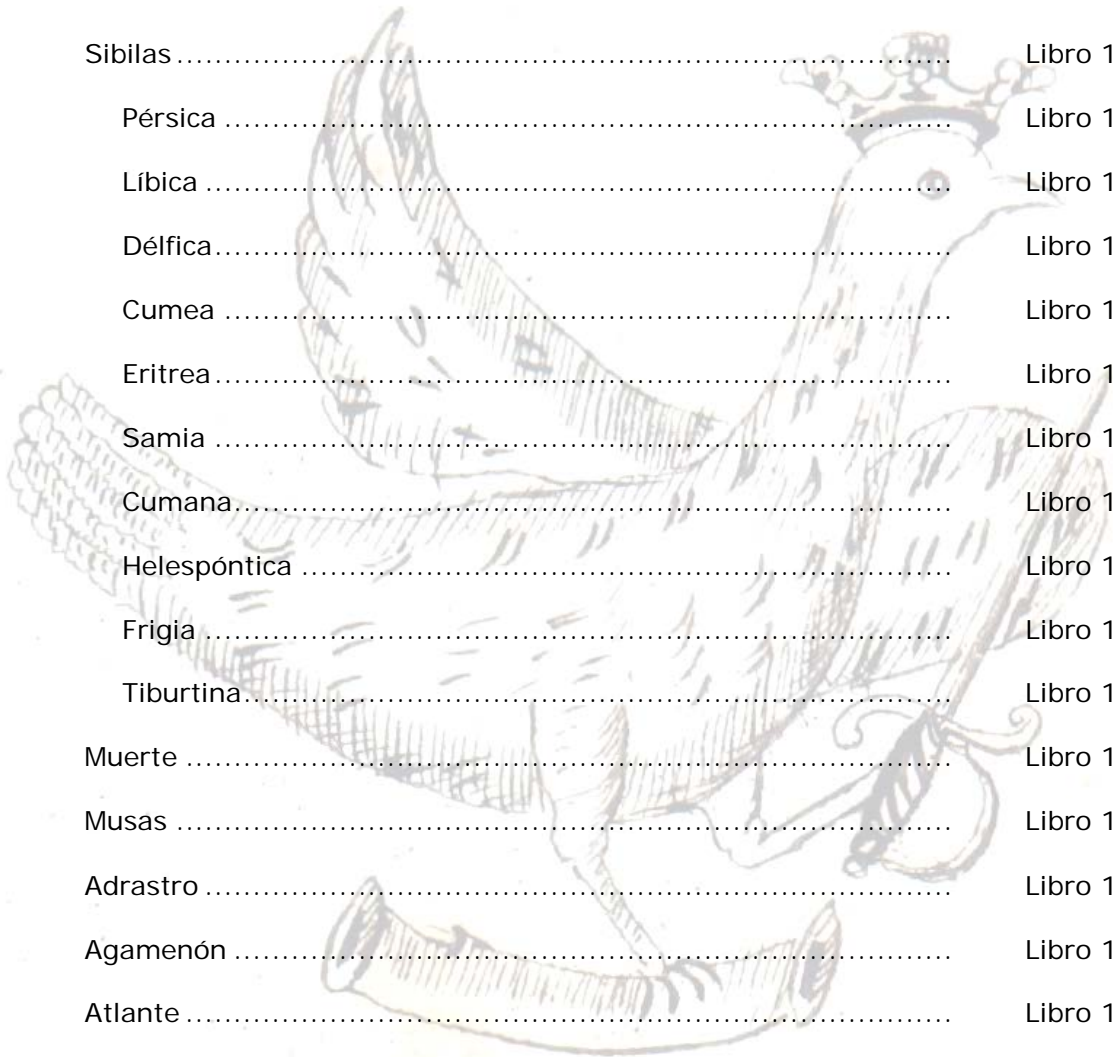 Sibilas ........................................................................ Libro 1
Pérsica ........................................................................ Libro 1
Líbica ........................................................................ Libro 1
Délfica ........................................................................ Libro 1
Cumea ........................................................................ Libro 1
Eritrea ........................................................................ Libro 1
Samia ........................................................................ Libro 1
Cumana ........................................................................ Libro 1
Helespóntica ........................................................................ Libro 1
Frigia ........................................................................ Libro 1
Tiburtina ........................................................................ Libro 1
Muerte ........................................................................ Libro 1
Musas ........................................................................ Libro 1
Adrastro ........................................................................ Libro 1
Agamenón ........................................................................ Libro 1
Atlante ........................................................................ Libro 1